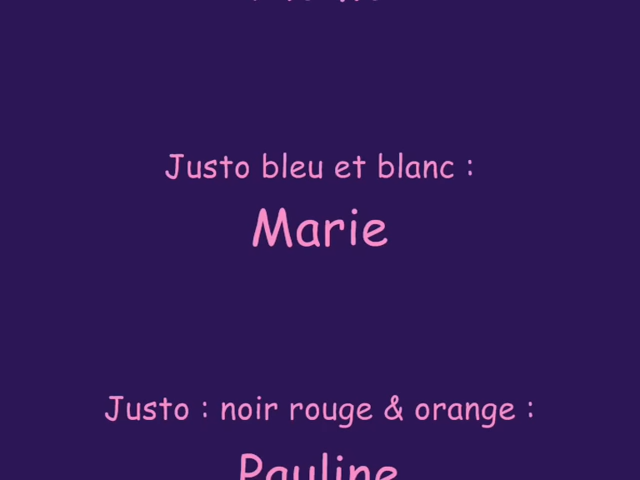 Justo bleu et blanc :
Marie
Justo : noir rouge & orange :
Pauline